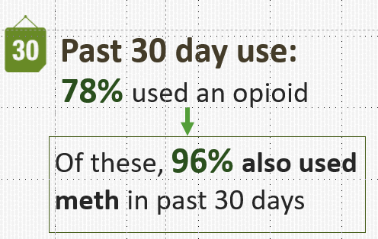 30
Past 30 day use:
78% used an opioid
Of these, 96% also used
meth in past 30 days